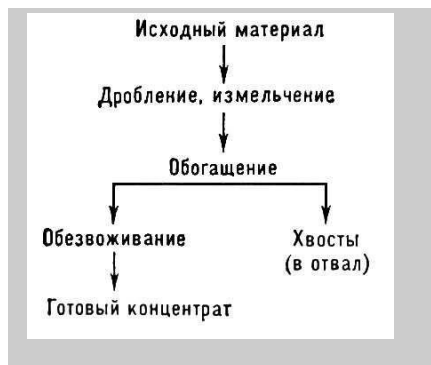 Исходный материал
Дробление, измельчение
Обогащение
Обезвоживание
Хвосты
(в отвал)
Готовый концентрат